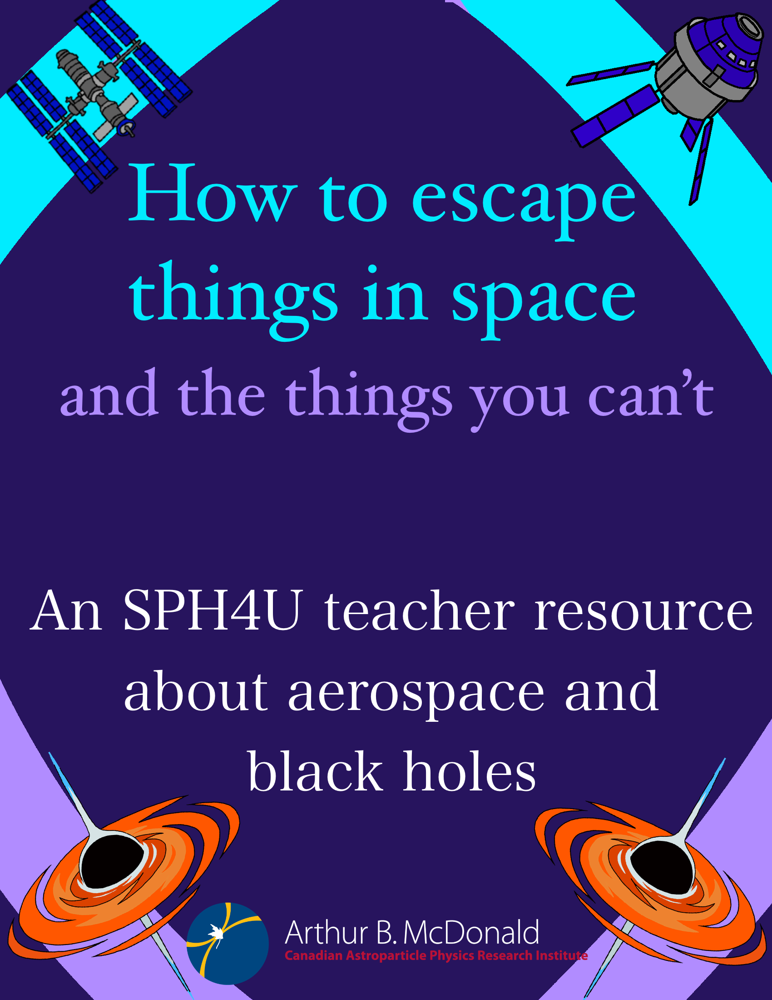 How to escape
things in space
and the things you can’t
An SPH4U teacher resource
about aerospace and
black holes
Arthur B. McDonald
Canadian Astroparticle Physics Research Institute